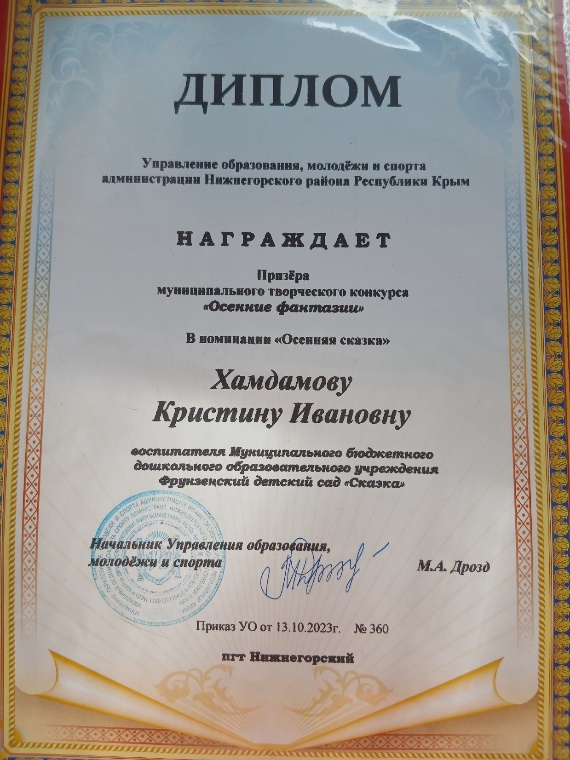 ДИПЛОМ
Управление образования, молодёжи и спорта
администрации Нижнегорского района Республики Крым
НАГРАЖДАЕТ
Призёра
муниципального творческого конкурса
«Осенние фантазии»
В номинации «Осенняя сказка»
Хамдамову
Кристину Ивановну
воспитателя Муниципального бюджетного
дошкольного образовательного учреждения
Фрунзенский детский сад «Сказка»
Начальник Управления образования,
молодёжи и спорта
М.А. Дрозд
Приказ УО от 13.10.2023г. № 360
пгт Нижнегорский